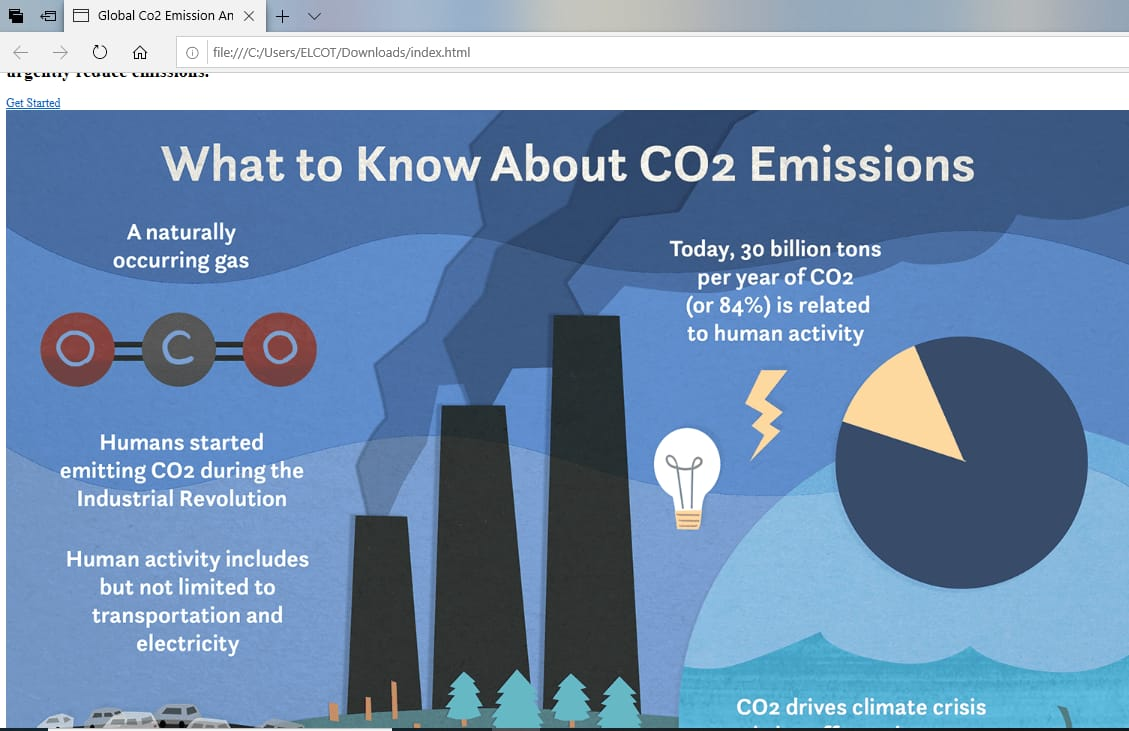 Global Co2 Emission An
file:///C:/Users/ELCOT/Downloads/index.html
urgently reduce emissions.
Get Started
What to Know About CO2 Emissions
A naturally
occurring gas
O C O
Today, 30 billion tons
per year of CO2
(or 84%) is related
to human activity
Humans started
emitting CO2 during the
Industrial Revolution
Human activity includes
but not limited to
transportation and
electricity
CO2 drives climate crisis